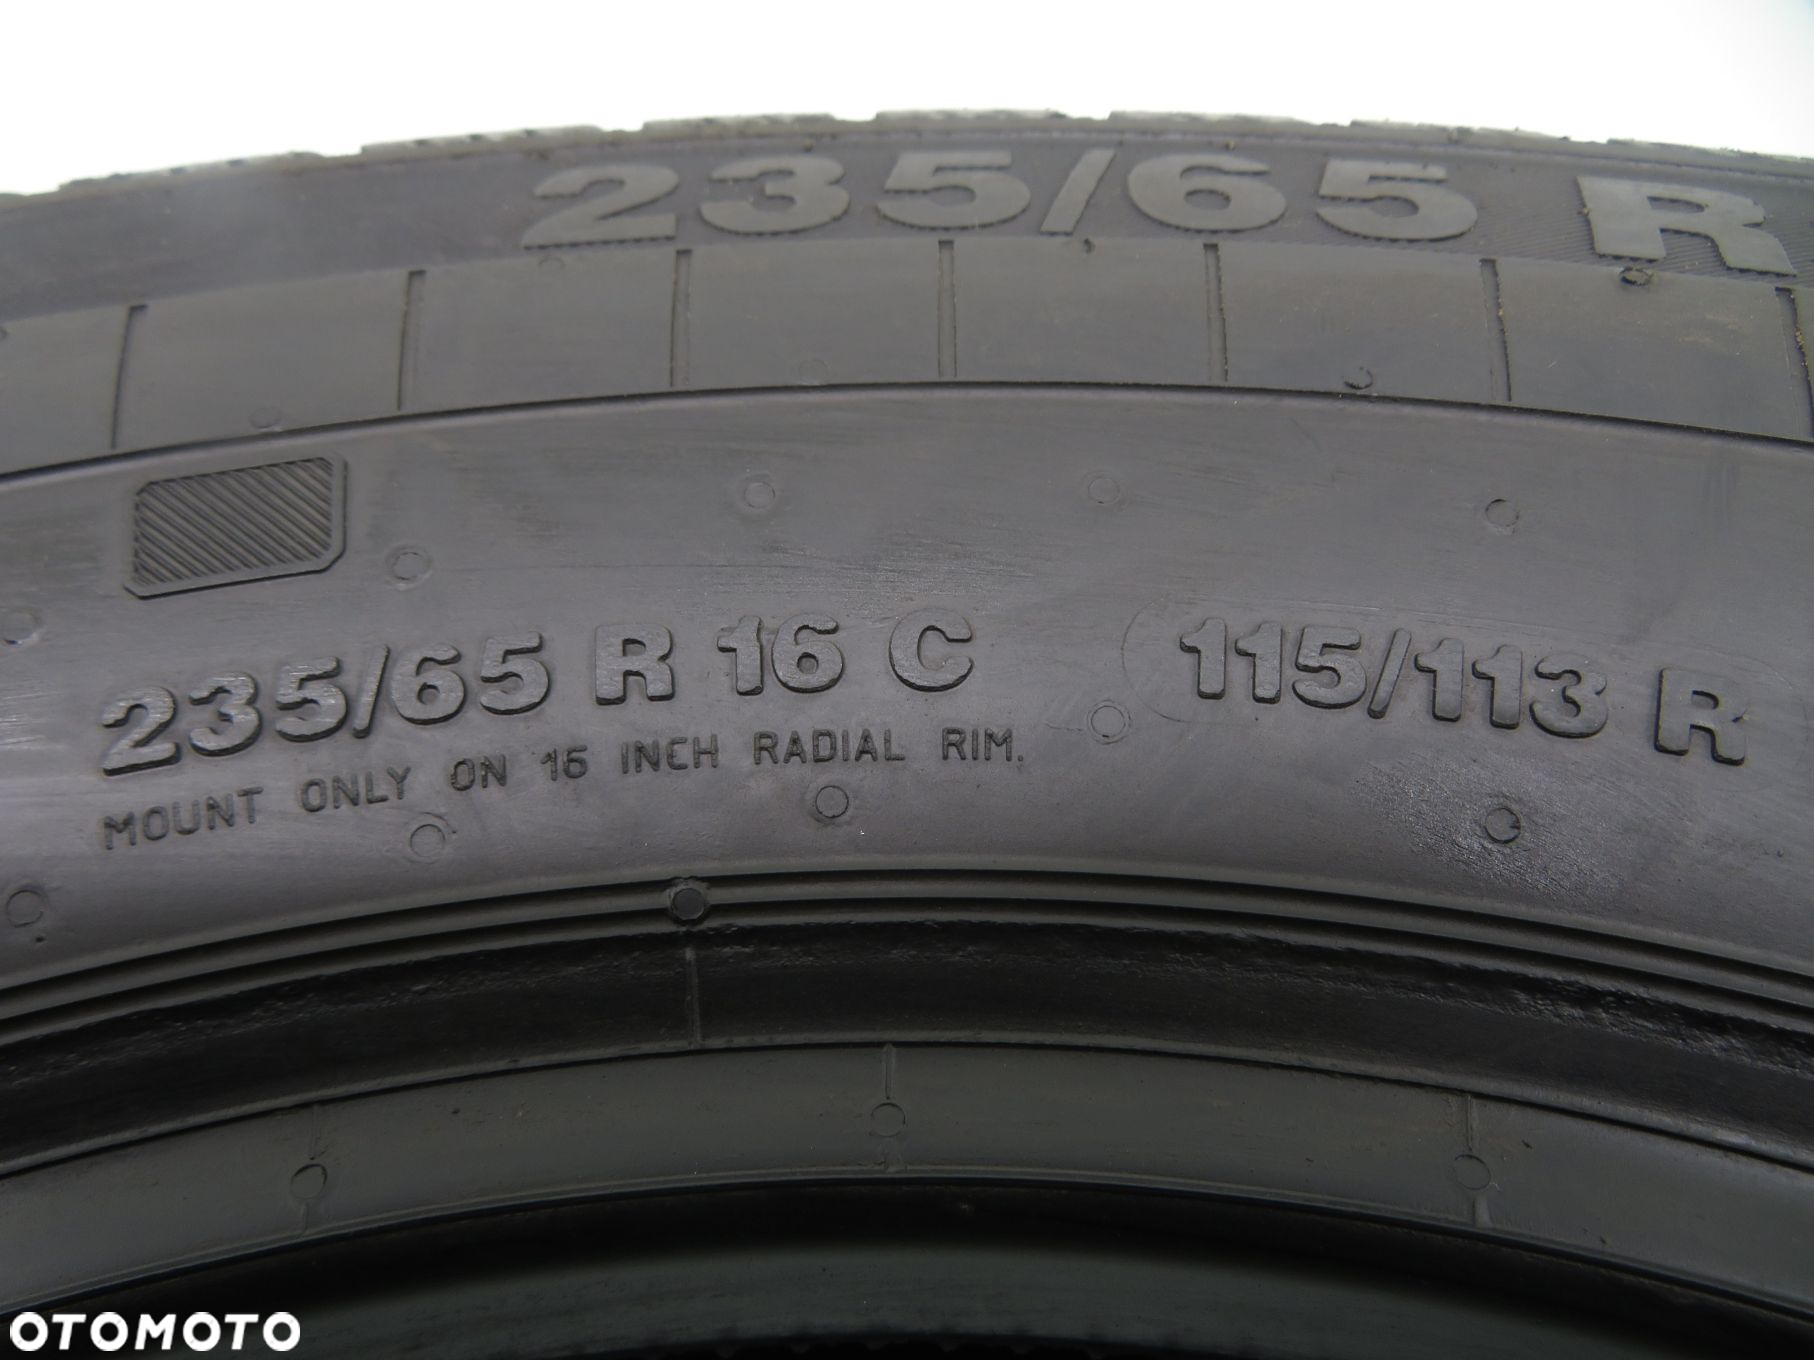 235/65 R
235/65 R 16 C 115/113 R
MOUNT ONLY ON 16 INCH RADIAL RIM.
OTOMOTO